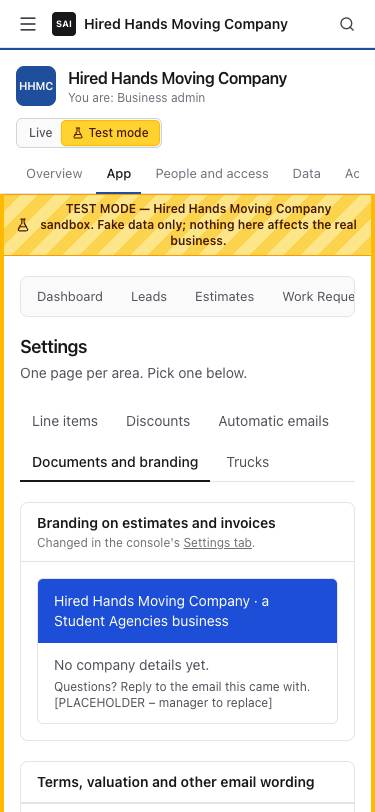 SAI Hired Hands Moving Company
HHMC
Hired Hands Moving Company
You are: Business admin
Live Test mode
Overview App People and access Data Ac
TEST MODE — Hired Hands Moving Company
sandbox. Fake data only; nothing here affects the real
business.
Dashboard Leads Estimates Work Reque
Settings
One page per area. Pick one below.
Line items Discounts Automatic emails
Documents and branding Trucks
Branding on estimates and invoices
Changed in the console's Settings tab.
Hired Hands Moving Company · a
Student Agencies business
No company details yet.
Questions? Reply to the email this came with.
[PLACEHOLDER – manager to replace]
Terms, valuation and other email wording